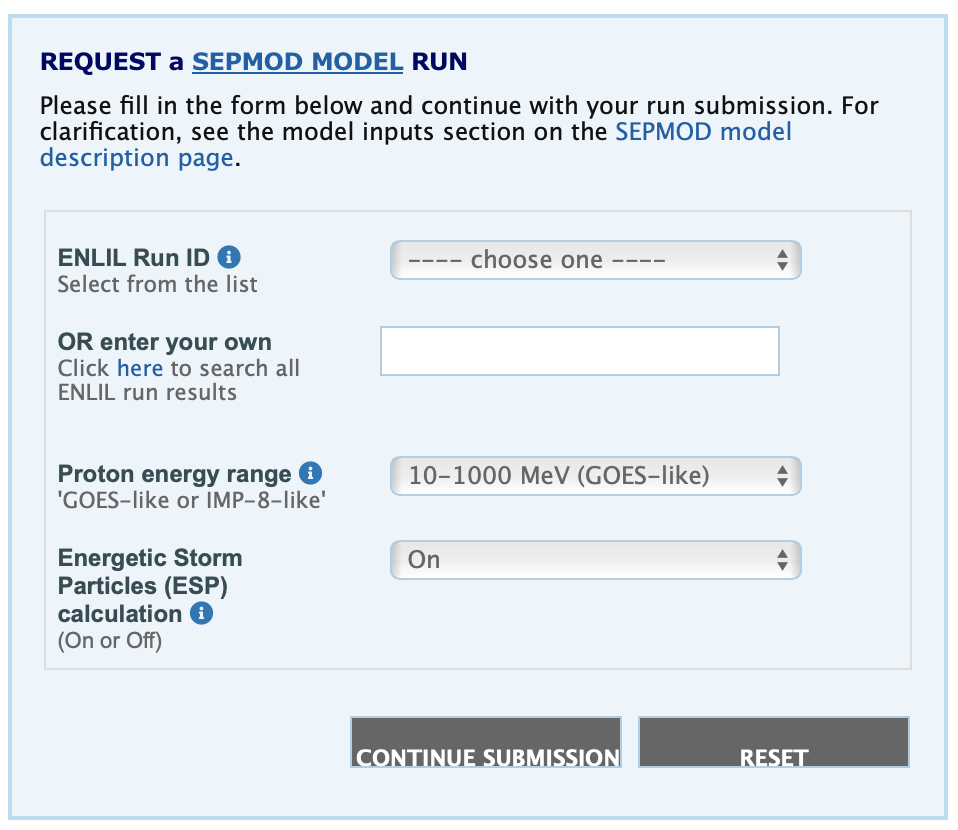 REQUEST a SEPMOD MODEL RUN
Please fill in the form below and continue with your run submission. For
clarification, see the model inputs section on the SEPMOD model
description page.
ENLIL Run ID i
---- choose one ----
Select from the list
OR enter your own
Click here to search all
ENLIL run results
Proton energy range i
10-1000 MeV (GOES-like)
'GOES-like or IMP-8-like'
Energetic Storm
On
Particles (ESP)
calculation i
(On or Off)
CONTINUE SUBMISSION
RESET